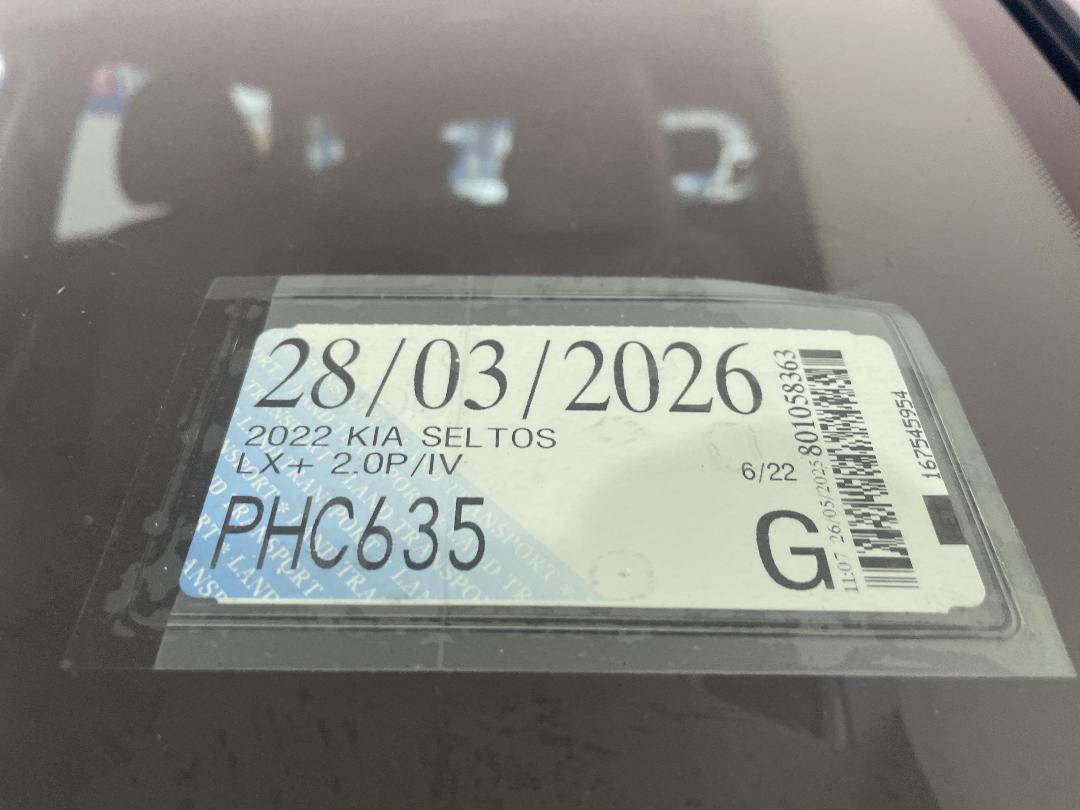 28/03/2026
2022 KIA SELTOS
LX+ 2.0P/IV
6/22
PHC635
G
11:07 26/05/2025 801058363
167545954